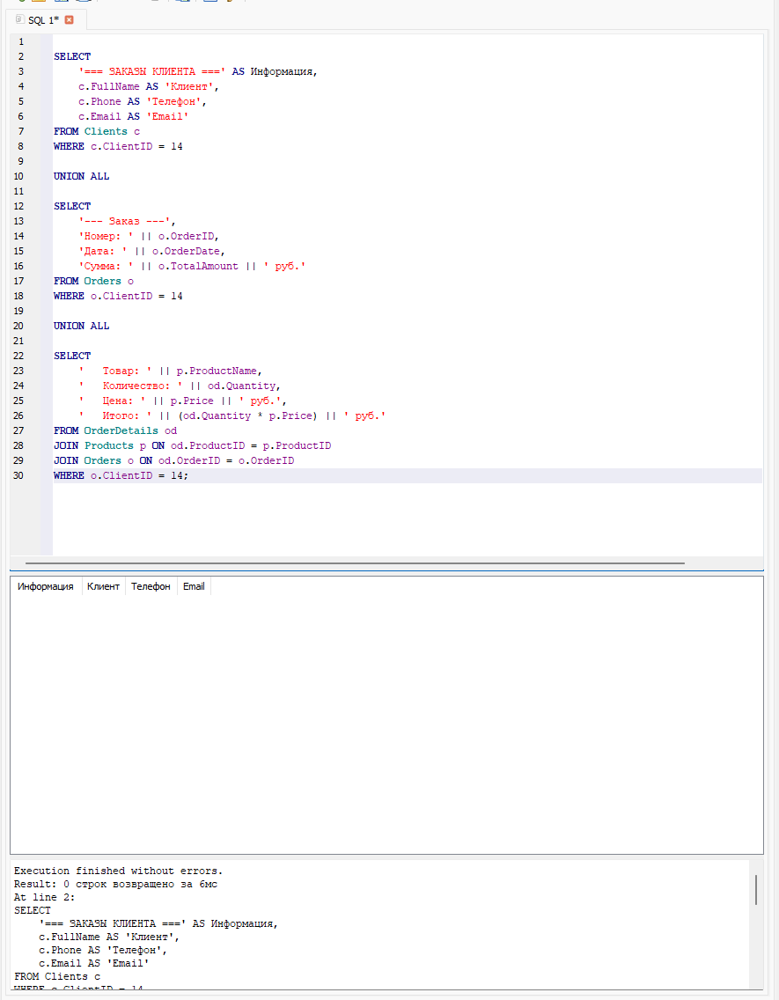 SQL 1*
1
2 SELECT
3 '=== ЗАКАЗЫ КЛИЕНТА ===' AS Информация,
4 c.FullName AS 'Клиент',
5 c.Phone AS 'Телефон',
6 c.Email AS 'Email'
7 FROM Clients c
8 WHERE c.ClientID = 14
9
10 UNION ALL
11
12 SELECT
13 '--- Заказ ---',
14 'Номер: ' || o.OrderID,
15 'Дата: ' || o.OrderDate,
16 'Сумма: ' || o.TotalAmount || ' руб.'
17 FROM Orders o
18 WHERE o.ClientID = 14
19
20 UNION ALL
21
22 SELECT
23 '   Товар: ' || p.ProductName,
24 '   Количество: ' || od.Quantity,
25 '   Цена: ' || p.Price || ' руб.',
26 '   Итого: ' || (od.Quantity * p.Price) || ' руб.'
27 FROM OrderDetails od
28 JOIN Products p ON od.ProductID = p.ProductID
29 JOIN Orders o ON od.OrderID = o.OrderID
30 WHERE o.ClientID = 14;
Информация Клиент Телефон Email
Execution finished without errors.
Result: 0 строк возвращено за 6мс
At line 2:
SELECT
'=== ЗАКАЗЫ КЛИЕНТА ===' AS Информация,
c.FullName AS 'Клиент',
c.Phone AS 'Телефон',
c.Email AS 'Email'
FROM Clients c
WHERE c.ClientID = 14